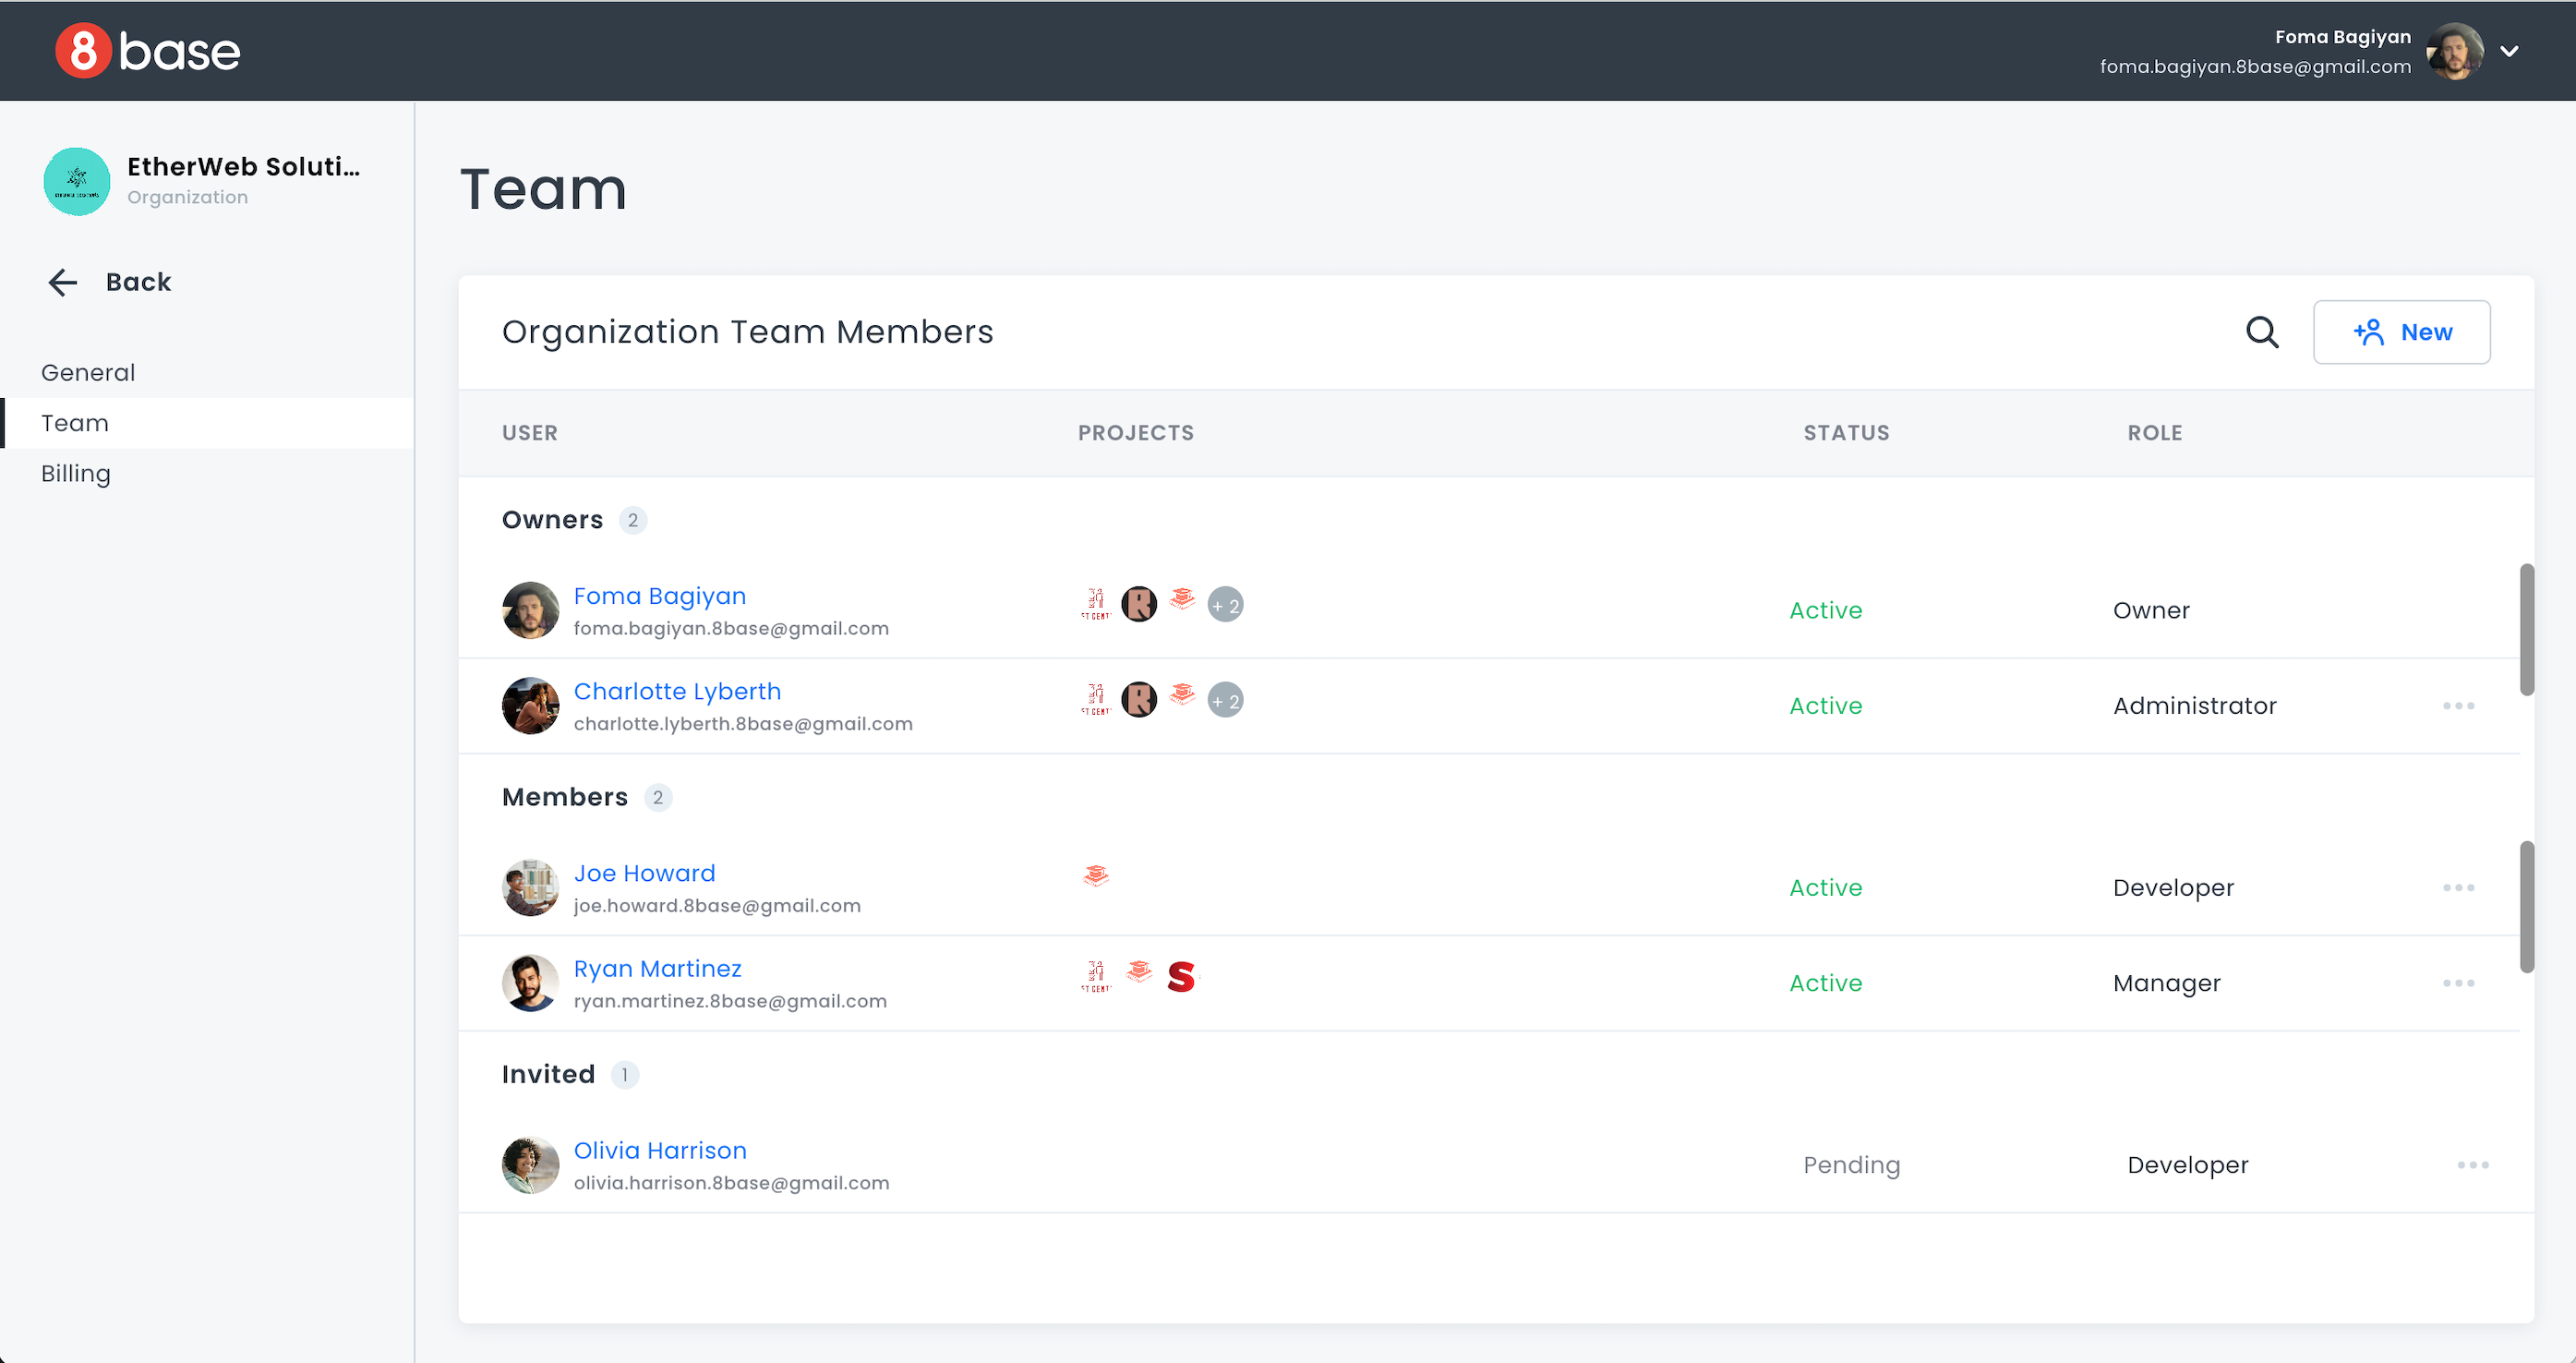 8base
Foma Bagiyan
foma.bagiyan.8base@gmail.com
EtherWeb Soluti...
Organization
Back
General
Team
Billing
Team
Organization Team Members
New
USER PROJECTS STATUS ROLE
Owners 2
Foma Bagiyan
foma.bagiyan.8base@gmail.com
R
+ 2
Active
Owner
Charlotte Lyberth
charlotte.lyberth.8base@gmail.com
R
+ 2
Active
Administrator
Members 2
Joe Howard
joe.howard.8base@gmail.com
Active
Developer
Ryan Martinez
ryan.martinez.8base@gmail.com
S
Active
Manager
Invited 1
Olivia Harrison
olivia.harrison.8base@gmail.com
Pending
Developer